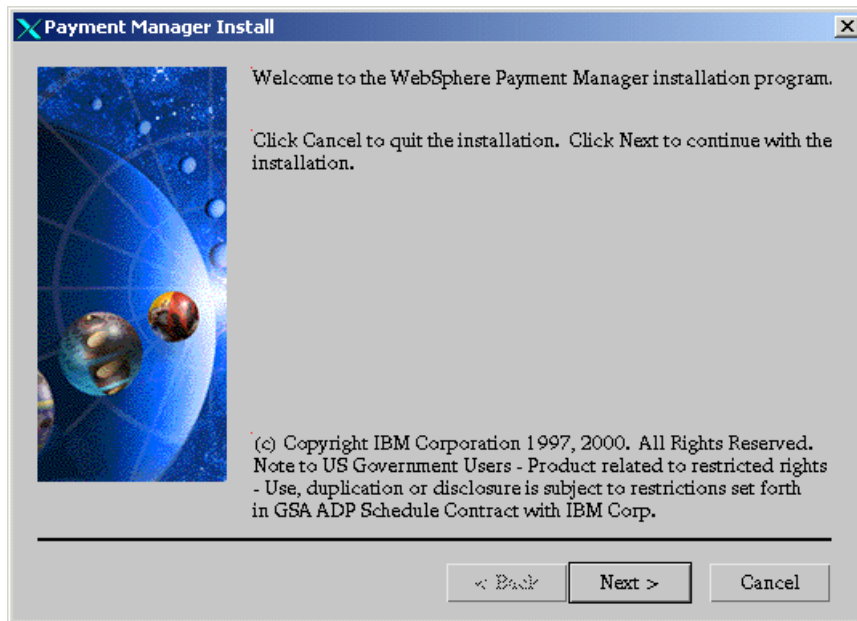 Payment Manager Install
Welcome to the WebSphere Payment Manager installation program.
Click Cancel to quit the installation. Click Next to continue with the
installation.
(c) Copyright IBM Corporation 1997, 2000. All Rights Reserved.
Note to US Government Users - Product related to restricted rights
- Use, duplication or disclosure is subject to restrictions set forth
in GSA ADP Schedule Contract with IBM Corp.
< Back
Next >
Cancel